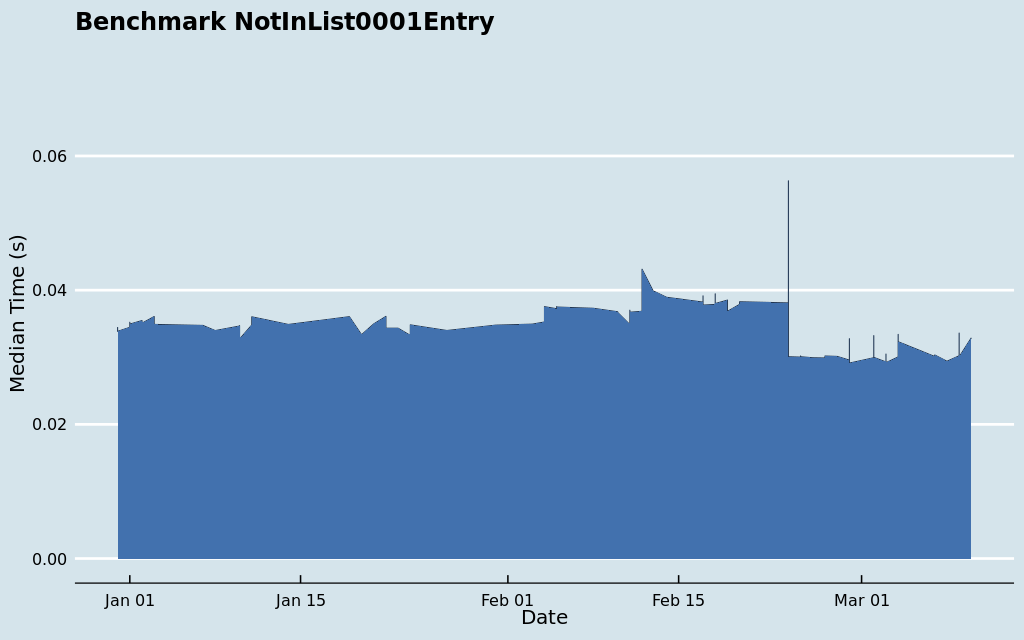 Benchmark NotInList0001Entry
0.06
0.04
0.02
0.00
Median Time (s)
Jan 01 Jan 15 Feb 01 Feb 15 Mar 01
Date